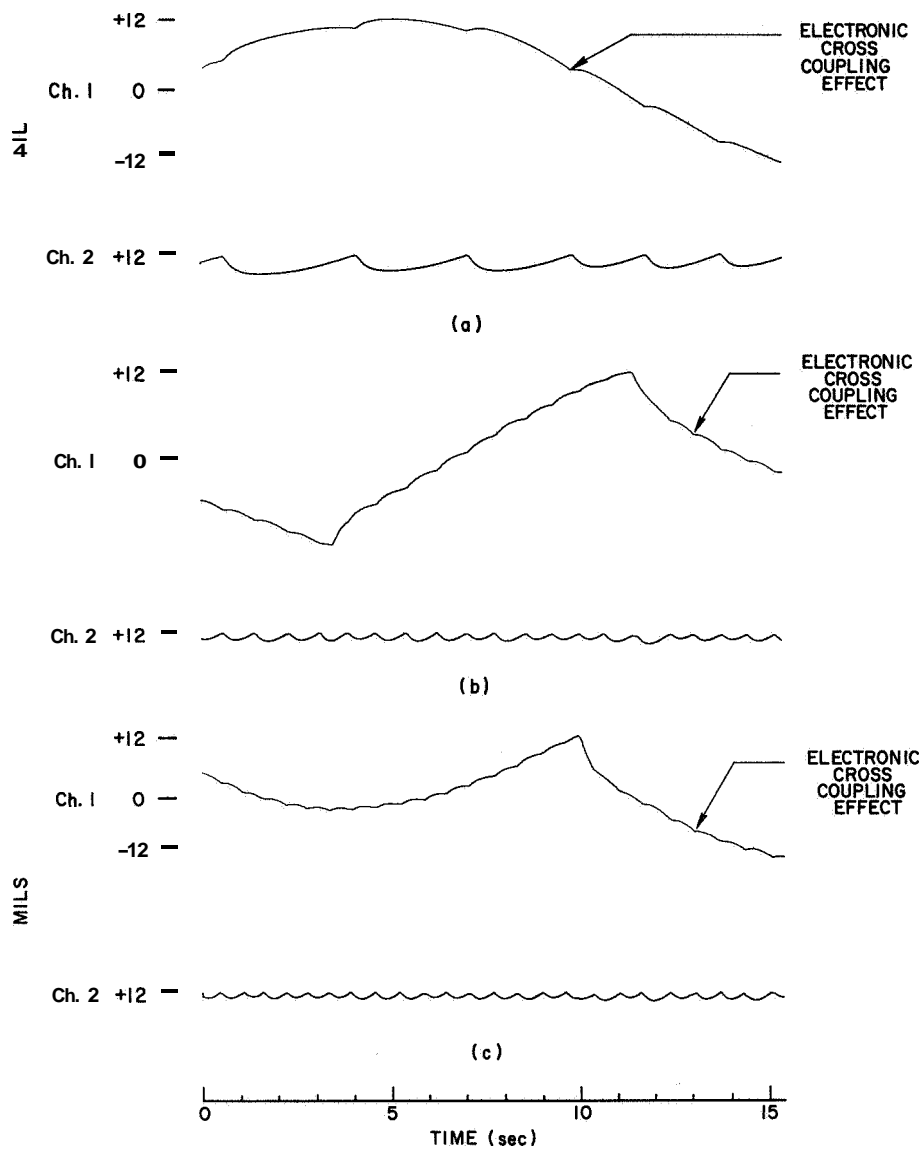 +12
ELECTRONIC
CROSS
COUPLING
EFFECT
Ch. 1
0
-12
Ch. 2 +12
(a)
+12
ELECTRONIC
CROSS
COUPLING
EFFECT
Ch. 1 0
Ch. 2 +12
(b)
+12
ELECTRONIC
CROSS
COUPLING
EFFECT
Ch. 1 0
-12
MILS
Ch. 2 +12
(c)
0 5 10 15
TIME (sec)